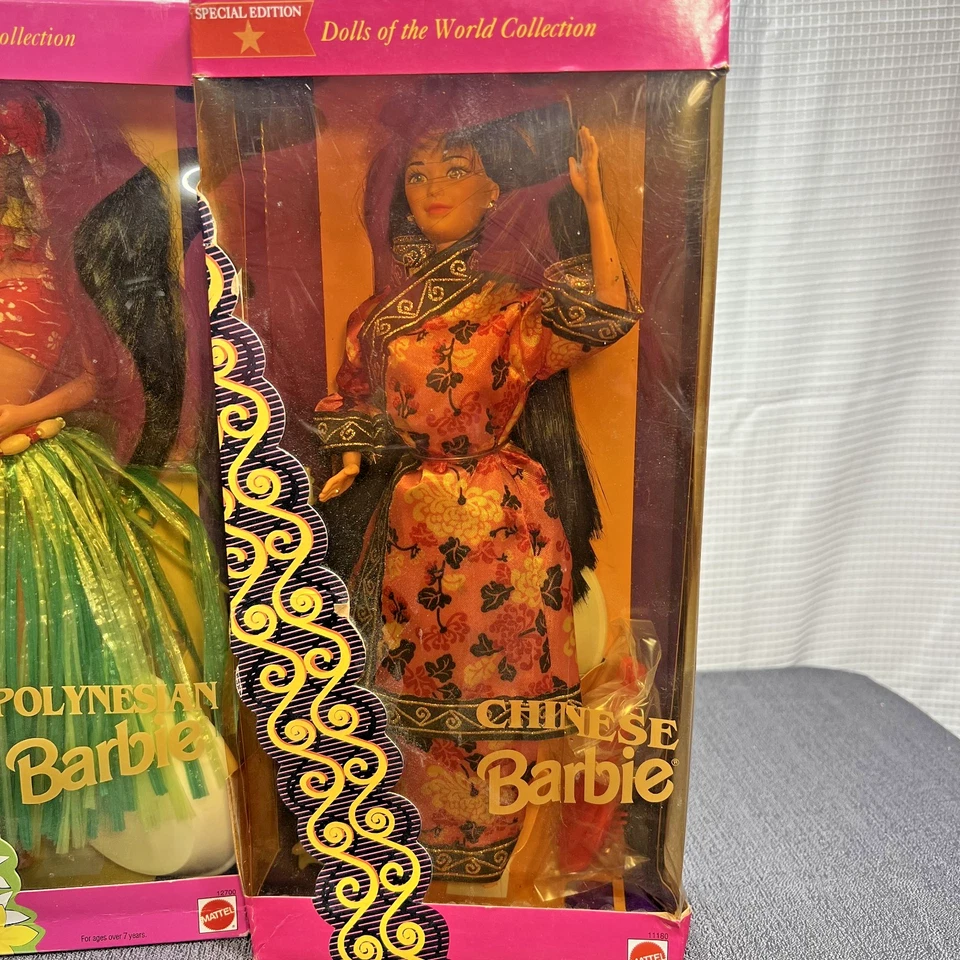 ollection
POLYNESIAN
Barbie
12700
MATTEL
For ages over 7 years.
SPECIAL EDITION
Dolls of the World Collection
CHINESE
Barbie®
11180
MATTEL